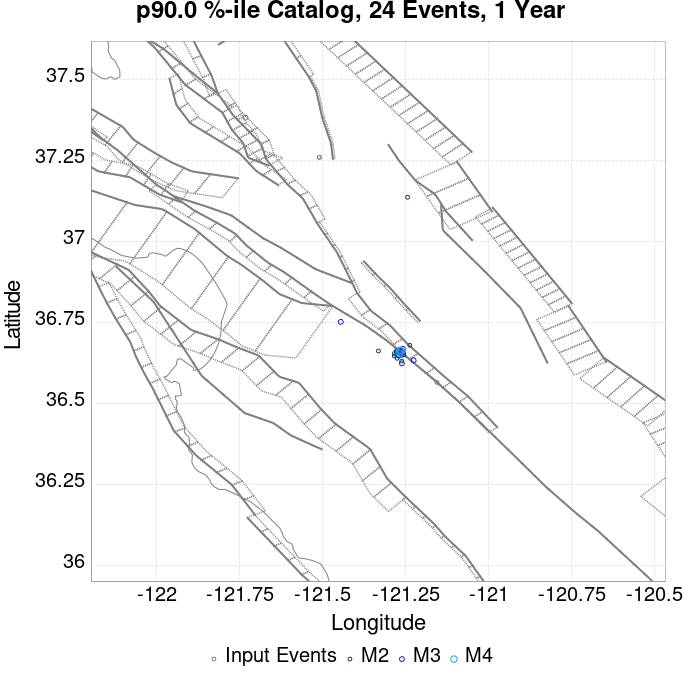 p90.0 %-ile Catalog, 24 Events, 1 Year
37.5
37.25
37
36.75
36.5
36.25
36
Latitude
-122
-121.75
-121.5
-121.25
-121
-120.75
-120.5
Longitude
Input Events
M2
M3
M4